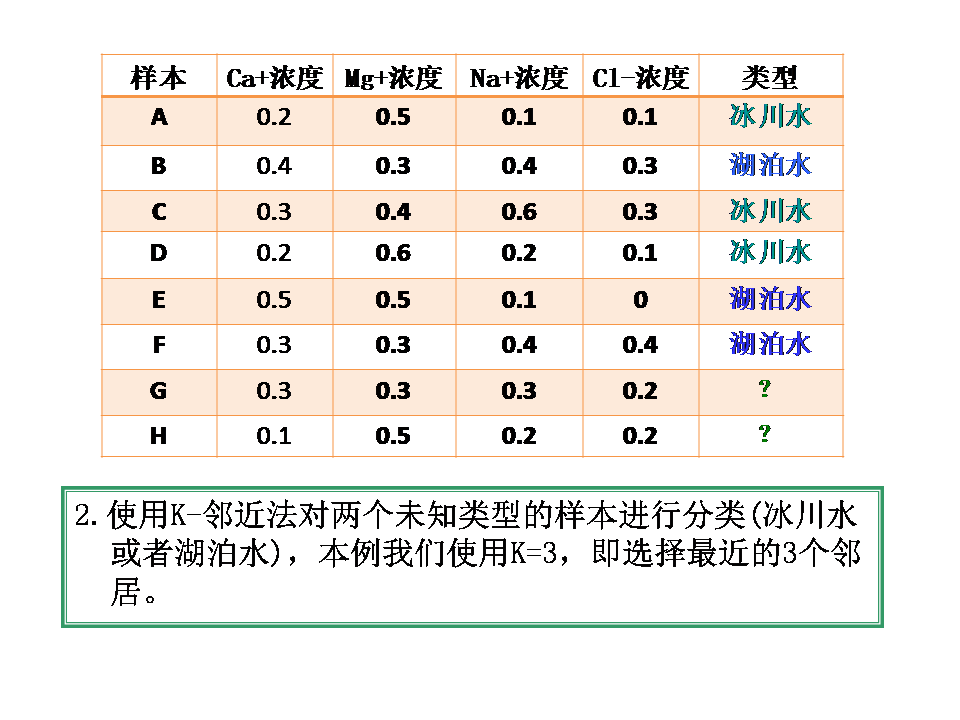 样本 Ca+浓度 Mg+浓度 Na+浓度 Cl-浓度 类型
A 0.2 0.5 0.1 0.1 冰川水
B 0.4 0.3 0.4 0.3 湖泊水
C 0.3 0.4 0.6 0.3 冰川水
D 0.2 0.6 0.2 0.1 冰川水
E 0.5 0.5 0.1 0 湖泊水
F 0.3 0.3 0.4 0.4 湖泊水
G 0.3 0.3 0.3 0.2 ?
H 0.1 0.5 0.2 0.2 ?
2.使用K-邻近法对两个未知类型的样本进行分类(冰川水
或者湖泊水)，本例我们使用K=3，即选择最近的3个邻
居。